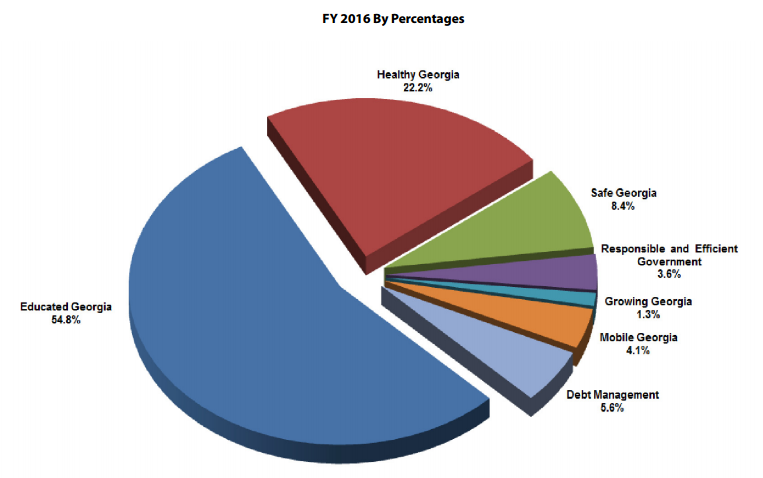 FY 2016 By Percentages
Healthy Georgia
22.2%
Safe Georgia
8.4%
Responsible and Efficient
Government
3.6%
Growing Georgia
1.3%
Mobile Georgia
4.1%
Debt Management
5.6%
Educated Georgia
54.8%